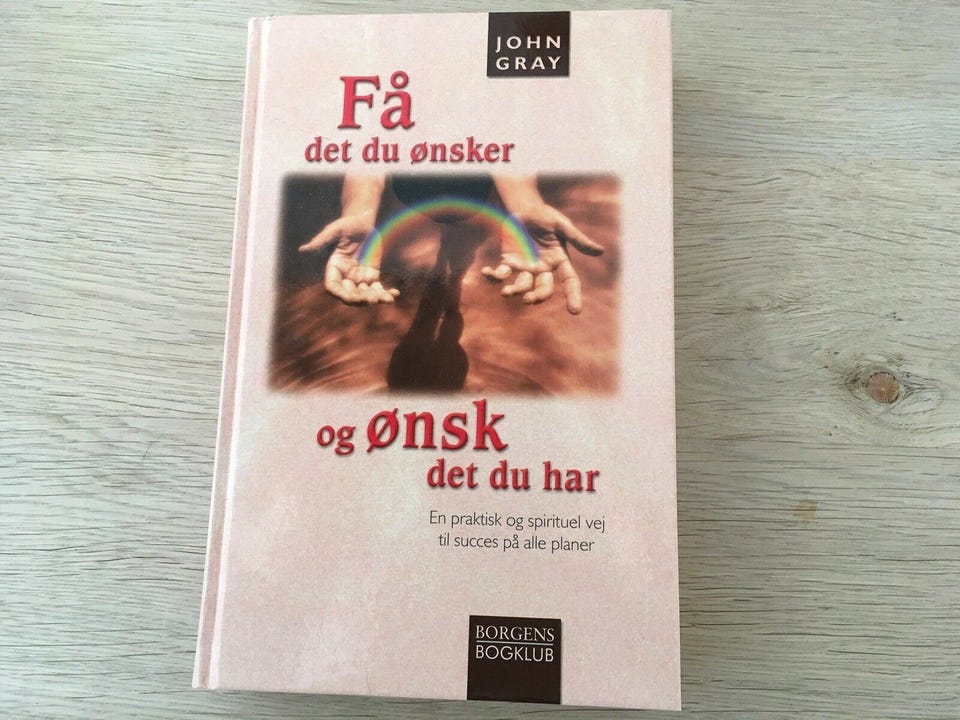 JOHN
GRAY
Få
det du ønsker
og ønsk
det du har
En praktisk og spirituel vej
til succes på alle planer
BORGENS
BOGKLUB